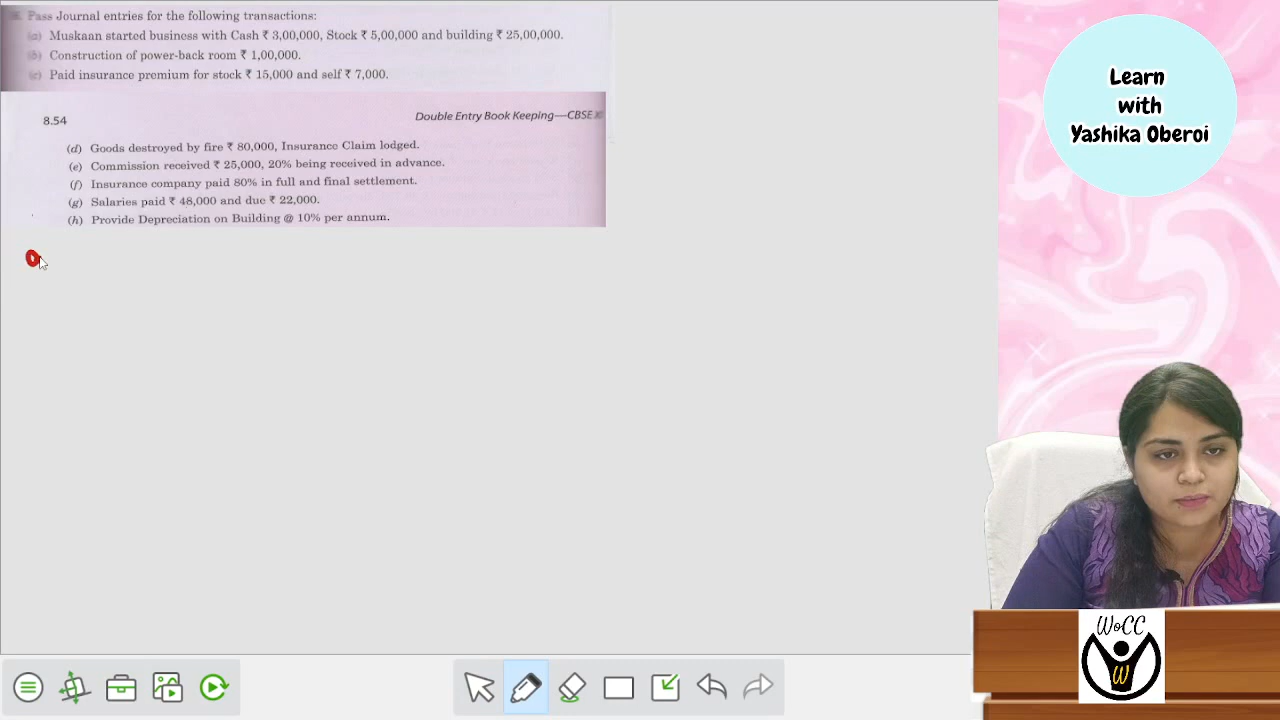 Pass Journal entries for the following transactions:
(a) Muskaan started business with Cash ₹ 3,00,000, Stock ₹ 5,00,000 and building ₹ 25,00,000.
(b) Construction of power-back room ₹ 1,00,000.
(c) Paid insurance premium for stock ₹ 15,000 and self ₹ 7,000.
8.54
Double Entry Book Keeping—CBSE
(d) Goods destroyed by fire ₹ 80,000, Insurance Claim lodged.
(e) Commission received ₹ 25,000, 20% being received in advance.
(f) Insurance company paid 80% in full and final settlement.
(g) Salaries paid ₹ 48,000 and due ₹ 22,000.
(h) Provide Depreciation on Building @ 10% per annum.
Learn
with
Yashika Oberoi
WoCC
W